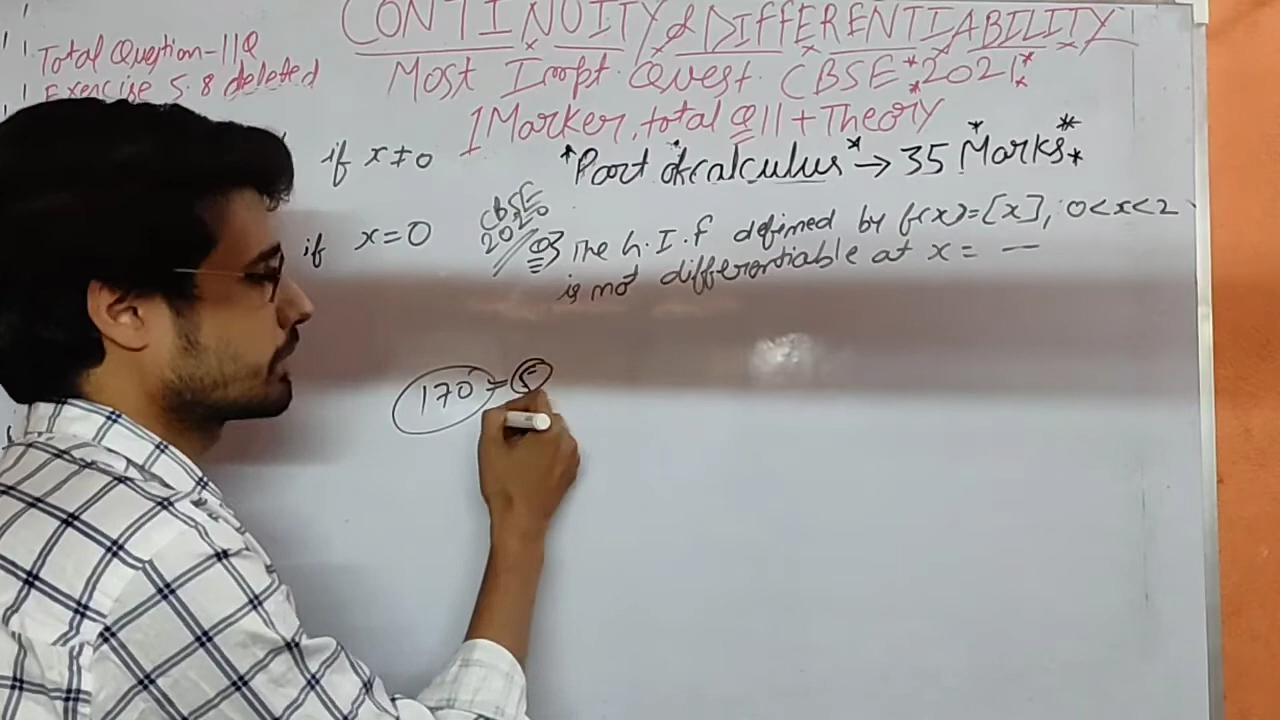 CONTINUITY & DIFFERENTIABILITY
Total Question - 11Q
Exercise 5.8 deleted
Most Impt. Quest. CBSE *2021*
1 Marker, total Q 11 + Theory
*Part of calculus* → 35 Marks*
if x ≠ 0
if x = 0
CBSE
2020
Q3 The G.I.f defined by f(x) = [x], 0 < x < 2
is not differentiable at x = —
170 = 5